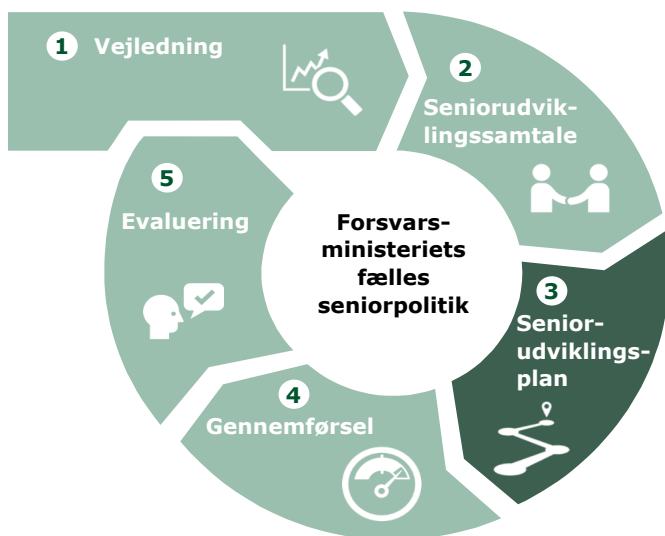 1 Vejledning
2
Seniorudvik-
lingssamtale
3
Senior-
udviklings-
plan
4
Gennemførsel
5
Evaluering
Forsvars-
ministeriets
fælles
seniorpolitik